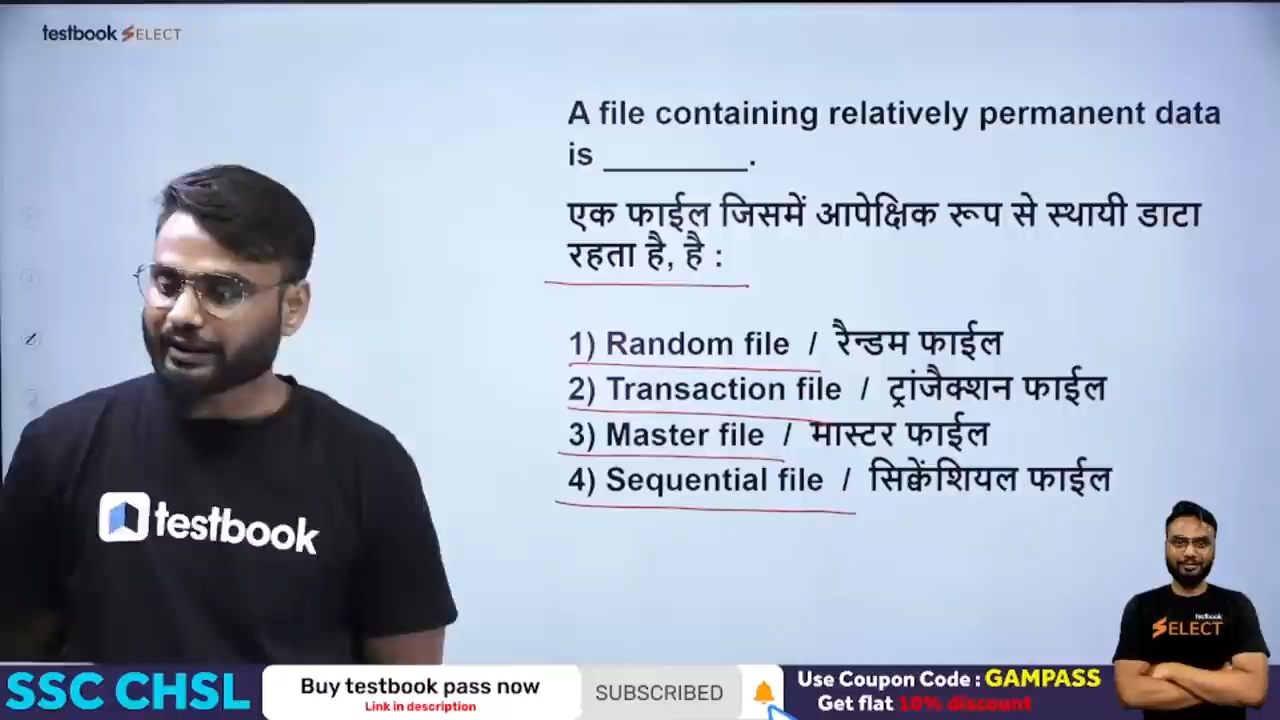 testbook SELECT
A file containing relatively permanent data
is ________.
एक फाईल जिसमें आपेक्षिक रूप से स्थायी डाटा
रहता है, है :
1) Random file / रैन्डम फाईल
2) Transaction file / ट्रांजैक्शन फाईल
3) Master file / मास्टर फाईल
4) Sequential file / सिक्वेंशियल फाईल
testbook
testbook
SELECT
SSC CHSL
Buy testbook pass now
Link in description
SUBSCRIBED
Use Coupon Code : GAMPASS
Get flat 10% discount